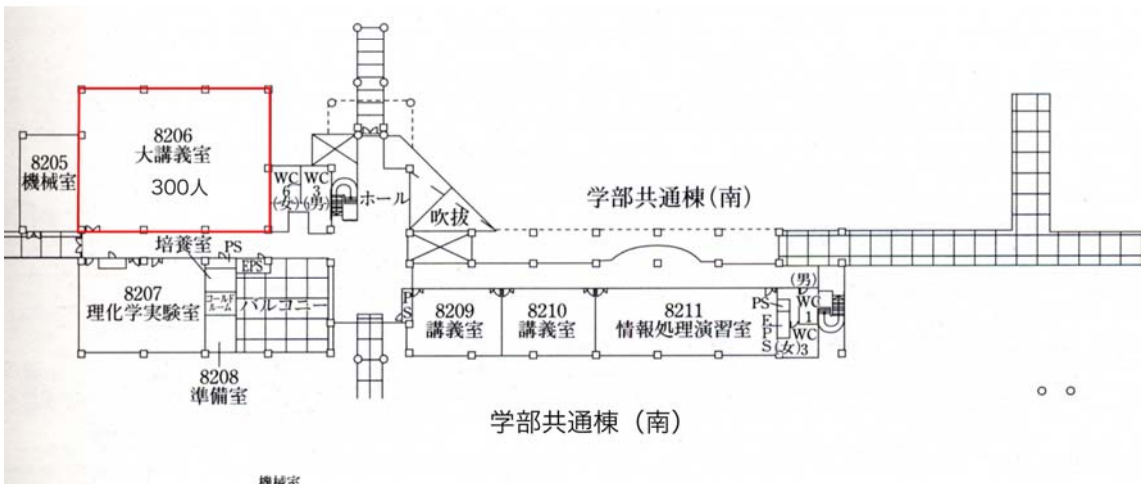 8206
大講義室
300人
8205
機械室
WC
6
(女)
WC
3
(男)
ホール
吹抜
学部共通棟(南)
培養室
PS
EPS
8207
理化学実験室
コールド
ルーム
バルコニー
8208
準備室
PS
8209
講義室
8210
講義室
8211
情報処理演習室
PS
EPS
(男)
WC
1
WC
3
(女)
学部共通棟（南）
機械室